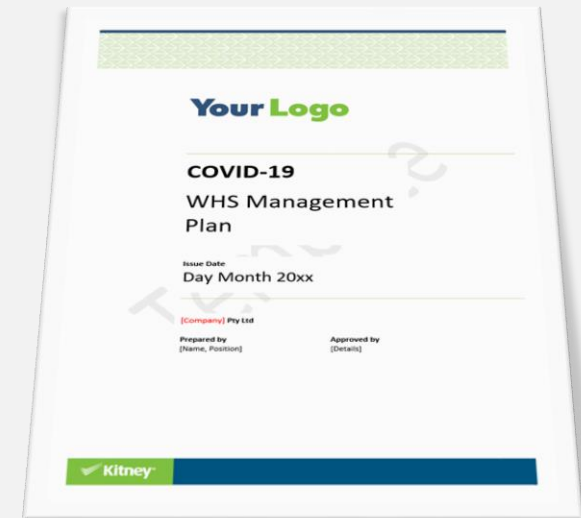 Your Logo
COVID-19
WHS Management
Plan
Issue Date
Day Month 20xx
[Company] Pty Ltd
Prepared by Approved by
[Name, Position] [Details]
Kitney